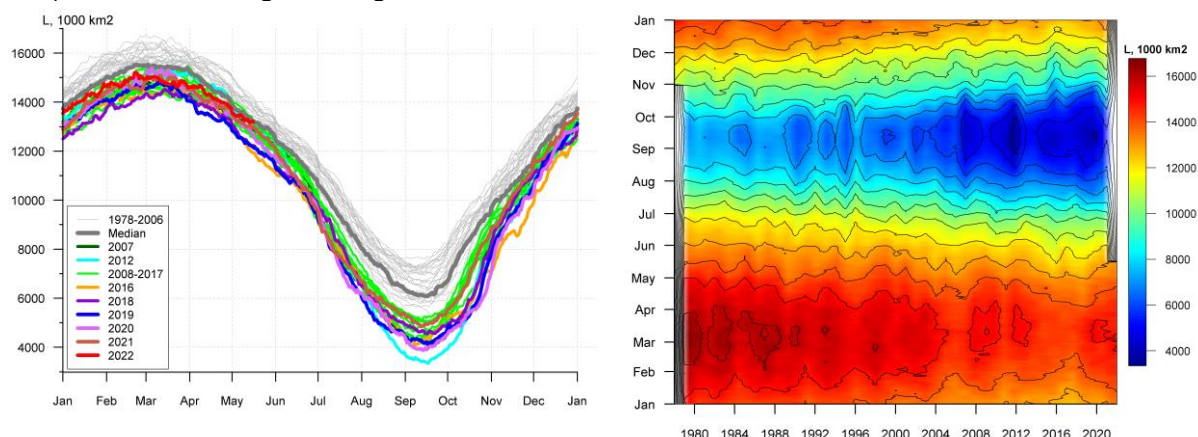 L, 1000 km2
16000
14000
12000
10000
8000
6000
4000
1978-2006
Median
2007
2012
2008-2017
2016
2018
2019
2020
2021
2022
Jan Feb Mar Apr May Jun Jul Aug Sep Oct Nov Dec Jan
Jan
Dec
Nov
Oct
Sep
Aug
Jul
Jun
May
Apr
Mar
Feb
Jan
1980 1984 1988 1992 1996 2000 2004 2008 2012 2016 2020
L, 1000 km2
16000
14000
12000
10000
8000
6000
4000